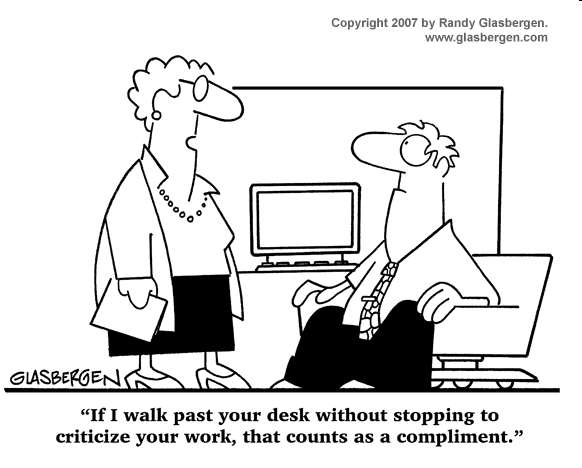 Copyright 2007 by Randy Glasbergen.
www.glasbergen.com
GLASBERGEN
“If I walk past your desk without stopping to
criticize your work, that counts as a compliment.”